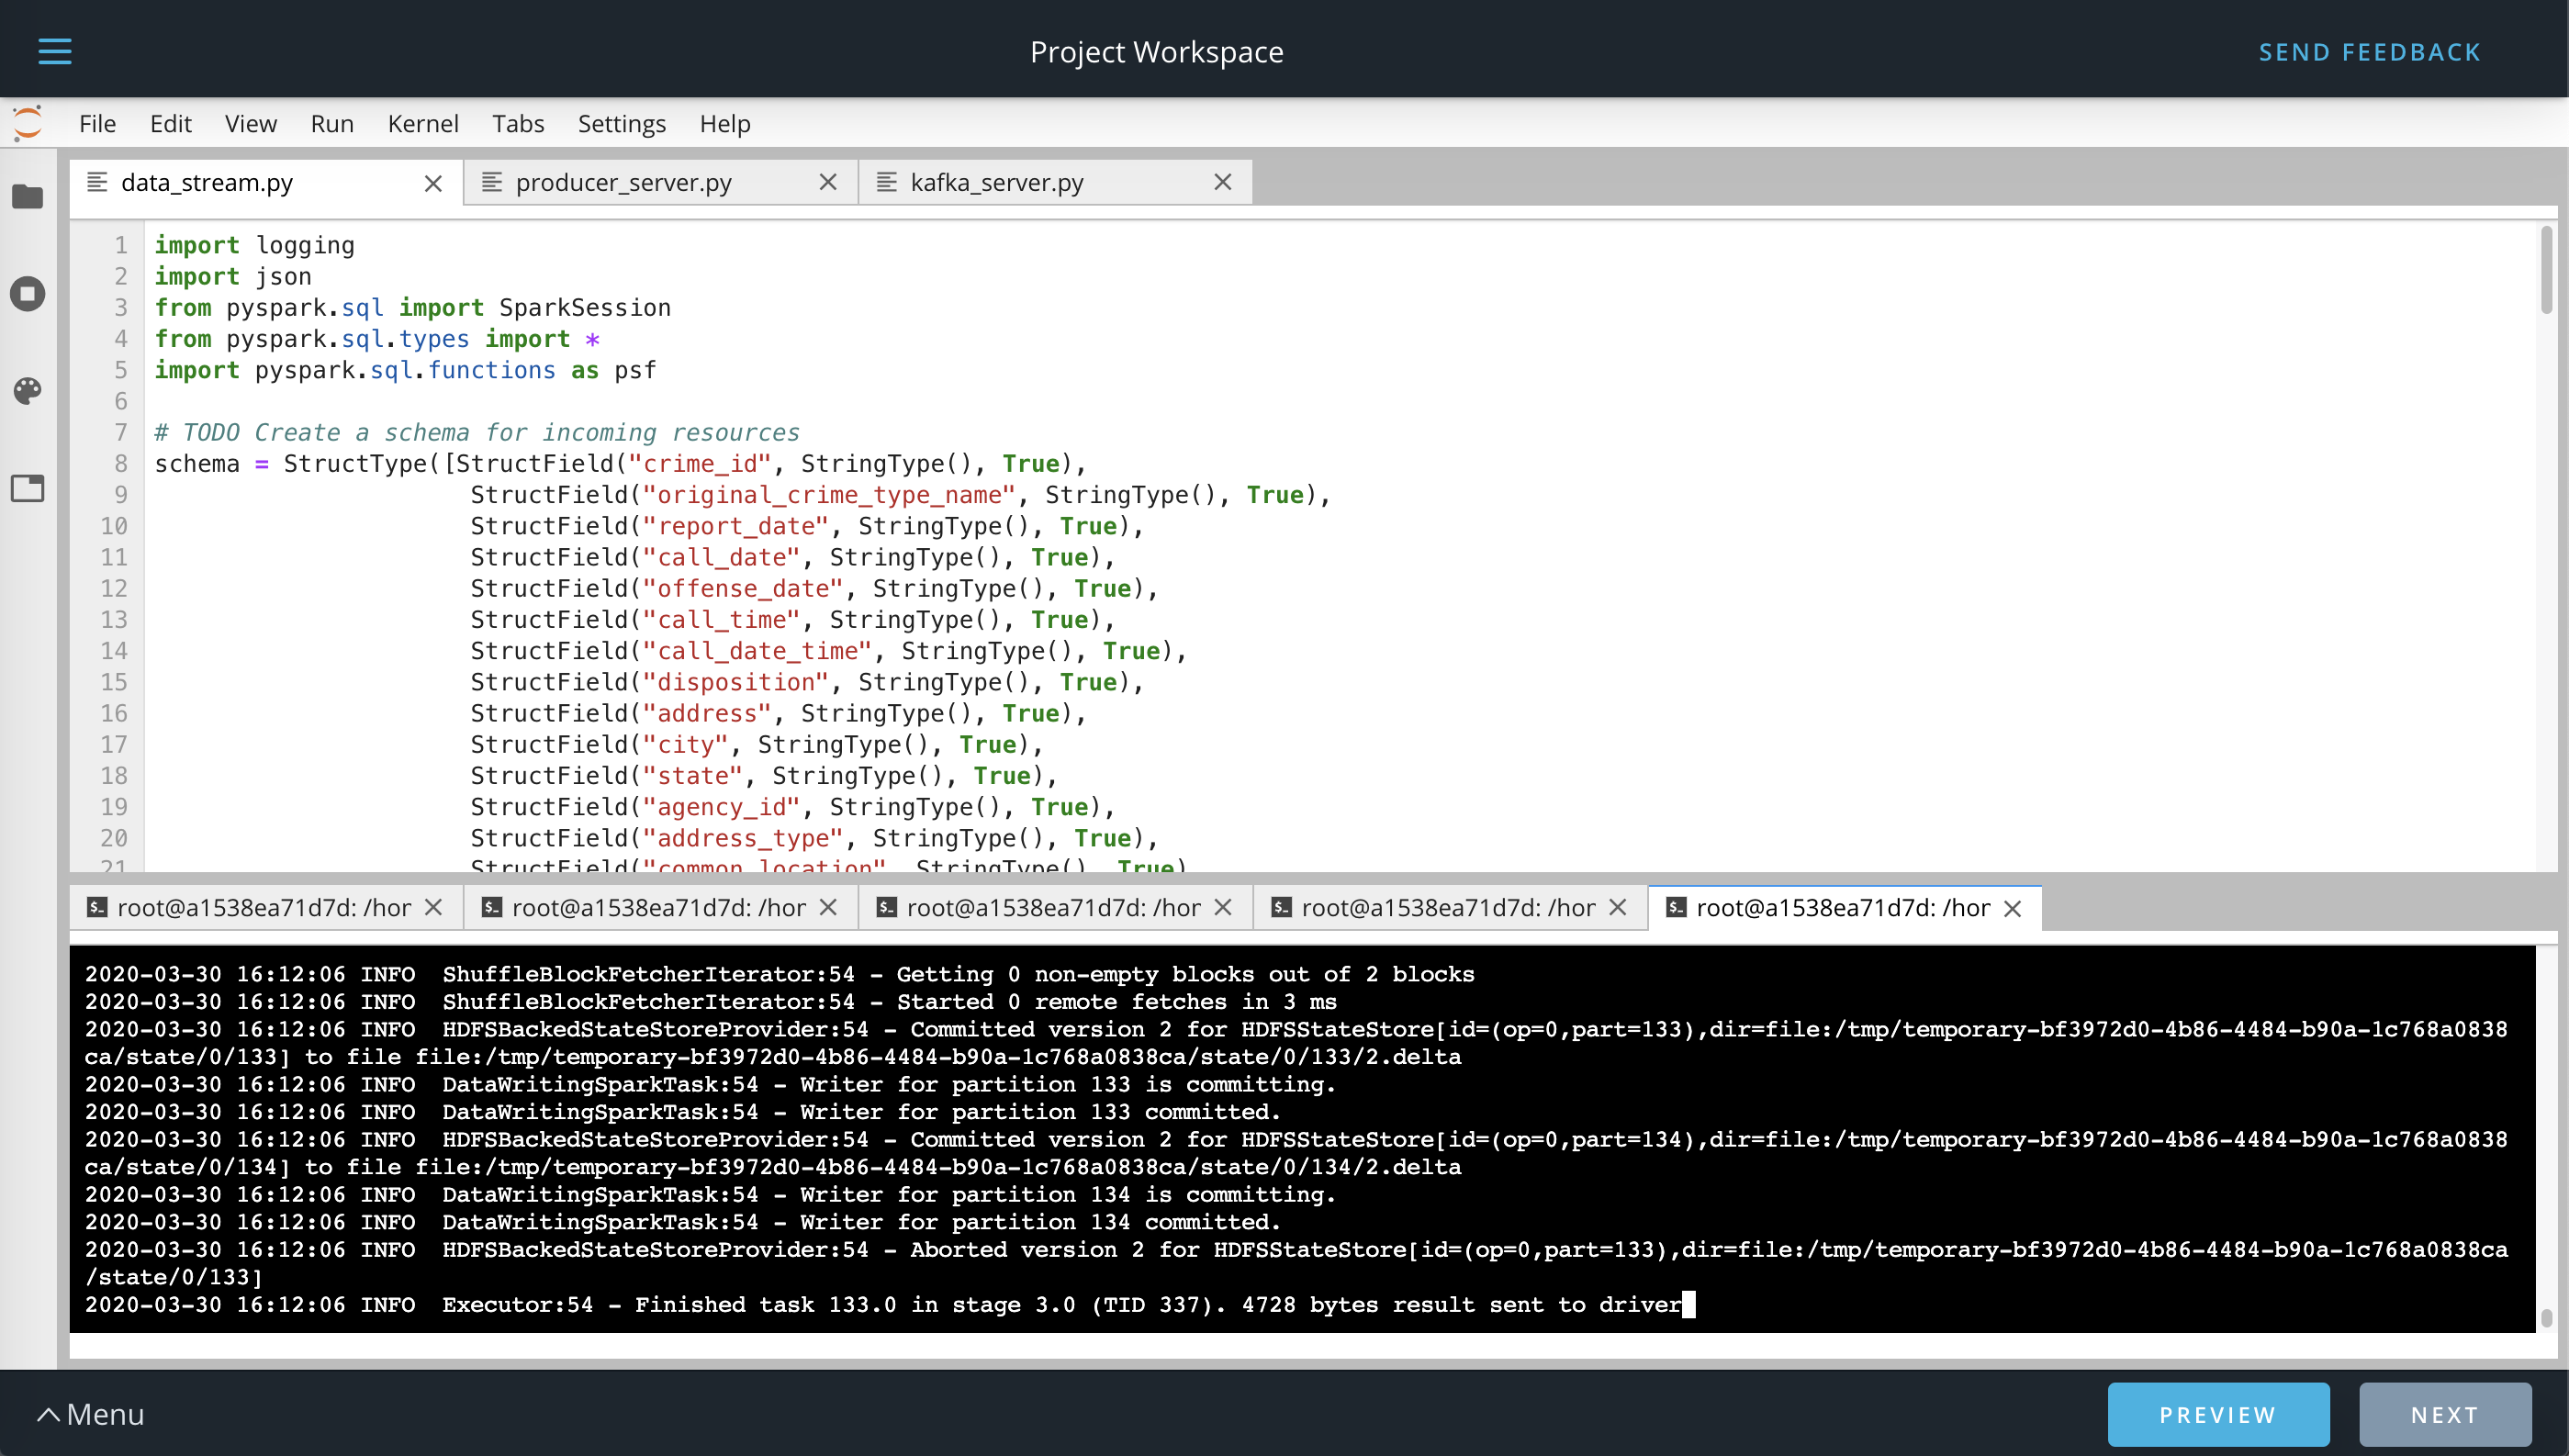 Project Workspace
SEND FEEDBACK
File Edit View Run Kernel Tabs Settings Help
data_stream.py
producer_server.py
kafka_server.py
1 import logging
2 import json
3 from pyspark.sql import SparkSession
4 from pyspark.sql.types import *
5 import pyspark.sql.functions as psf
6
7 # TODO Create a schema for incoming resources
8 schema = StructType([StructField("crime_id", StringType(), True),
9 StructField("original_crime_type_name", StringType(), True),
10 StructField("report_date", StringType(), True),
11 StructField("call_date", StringType(), True),
12 StructField("offense_date", StringType(), True),
13 StructField("call_time", StringType(), True),
14 StructField("call_date_time", StringType(), True),
15 StructField("disposition", StringType(), True),
16 StructField("address", StringType(), True),
17 StructField("city", StringType(), True),
18 StructField("state", StringType(), True),
19 StructField("agency_id", StringType(), True),
20 StructField("address_type", StringType(), True),
21 StructField("common_location", StringType(), True)
root@a1538ea71d7d: /hor
root@a1538ea71d7d: /hor
root@a1538ea71d7d: /hor
root@a1538ea71d7d: /hor
root@a1538ea71d7d: /hor
2020-03-30 16:12:06 INFO  ShuffleBlockFetcherIterator:54 - Getting 0 non-empty blocks out of 2 blocks
2020-03-30 16:12:06 INFO  ShuffleBlockFetcherIterator:54 - Started 0 remote fetches in 3 ms
2020-03-30 16:12:06 INFO  HDFSBackedStateStoreProvider:54 - Committed version 2 for HDFSStateStore[id=(op=0,part=133),dir=file:/tmp/temporary-bf3972d0-4b86-4484-b90a-1c768a0838
ca/state/0/133] to file file:/tmp/temporary-bf3972d0-4b86-4484-b90a-1c768a0838ca/state/0/133/2.delta
2020-03-30 16:12:06 INFO  DataWritingSparkTask:54 - Writer for partition 133 is committing.
2020-03-30 16:12:06 INFO  DataWritingSparkTask:54 - Writer for partition 133 committed.
2020-03-30 16:12:06 INFO  HDFSBackedStateStoreProvider:54 - Committed version 2 for HDFSStateStore[id=(op=0,part=134),dir=file:/tmp/temporary-bf3972d0-4b86-4484-b90a-1c768a0838
ca/state/0/134] to file file:/tmp/temporary-bf3972d0-4b86-4484-b90a-1c768a0838ca/state/0/134/2.delta
2020-03-30 16:12:06 INFO  DataWritingSparkTask:54 - Writer for partition 134 is committing.
2020-03-30 16:12:06 INFO  DataWritingSparkTask:54 - Writer for partition 134 committed.
2020-03-30 16:12:06 INFO  HDFSBackedStateStoreProvider:54 - Aborted version 2 for HDFSStateStore[id=(op=0,part=133),dir=file:/tmp/temporary-bf3972d0-4b86-4484-b90a-1c768a0838ca
/state/0/133]
2020-03-30 16:12:06 INFO  Executor:54 - Finished task 133.0 in stage 3.0 (TID 337). 4728 bytes result sent to driver
Menu
PREVIEW
NEXT